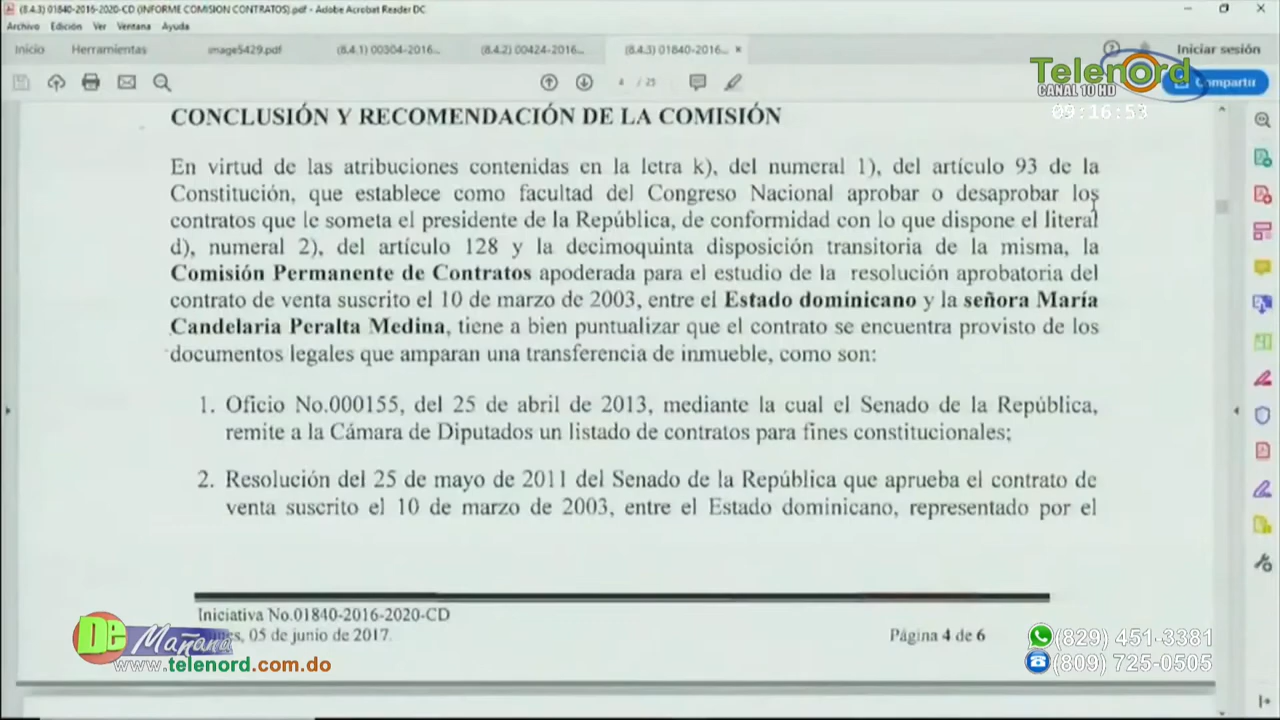 (8.4.3) 01840-2016-2020-CD (INFORME COMISION CONTRATOS).pdf - Adobe Acrobat Reader DC
Archivo Edición Ver Ventana Ayuda
Inicio Herramientas image5429.pdf (8.4.1) 00304-2016... (8.4.2) 00424-2016... (8.4.3) 01840-2016... × Iniciar sesión
4 / 25 Compartir
Telenord
CANAL 10 HD
09:16:53
CONCLUSIÓN Y RECOMENDACIÓN DE LA COMISIÓN
En virtud de las atribuciones contenidas en la letra k), del numeral 1), del artículo 93 de la
Constitución, que establece como facultad del Congreso Nacional aprobar o desaprobar los
contratos que le someta el presidente de la República, de conformidad con lo que dispone el literal
d), numeral 2), del artículo 128 y la decimoquinta disposición transitoria de la misma, la
Comisión Permanente de Contratos apoderada para el estudio de la resolución aprobatoria del
contrato de venta suscrito el 10 de marzo de 2003, entre el Estado dominicano y la señora María
Candelaria Peralta Medina, tiene a bien puntualizar que el contrato se encuentra provisto de los
documentos legales que amparan una transferencia de inmueble, como son:
1. Oficio No.000155, del 25 de abril de 2013, mediante la cual el Senado de la República,
remite a la Cámara de Diputados un listado de contratos para fines constitucionales;
2. Resolución del 25 de mayo de 2011 del Senado de la República que aprueba el contrato de
venta suscrito el 10 de marzo de 2003, entre el Estado dominicano, representado por el
Iniciativa No.01840-2016-2020-CD
05 de junio de 2017.
Página 4 de 6
De Mañana
www.telenord.com.do
(829) 451-3381
(809) 725-0505